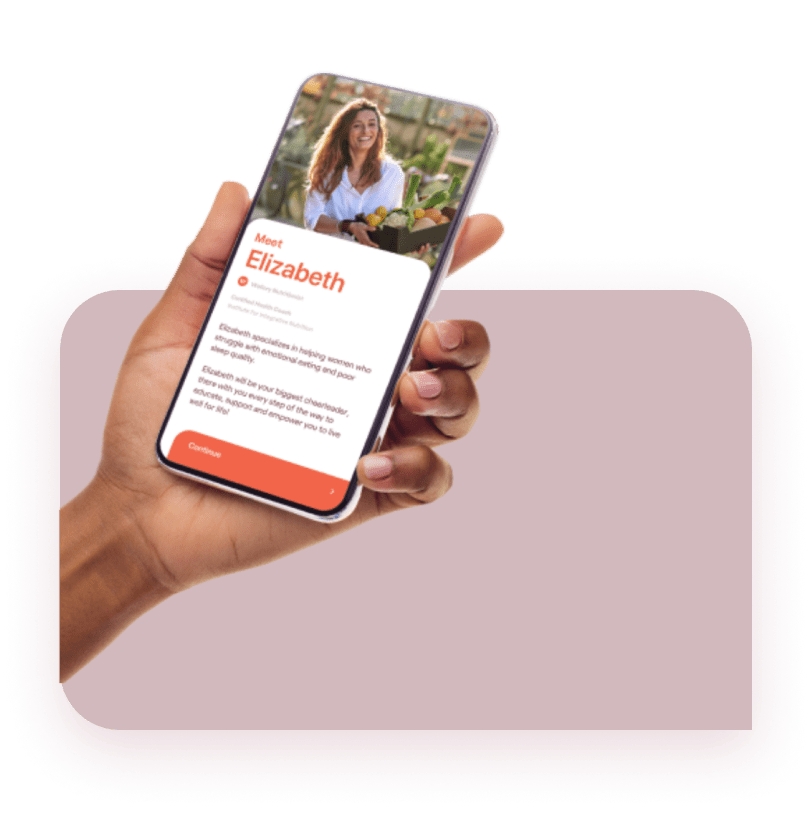 Meet
Elizabeth
Holistic Nutritionist
Certified Health Coach
Institute for Integrative Nutrition
Elizabeth specializes in helping women who
struggle with emotional eating and poor
sleep quality.
Elizabeth will be your biggest cheerleader,
there with you every step of the way to
educate, support and empower you to live
well for life!
Continue